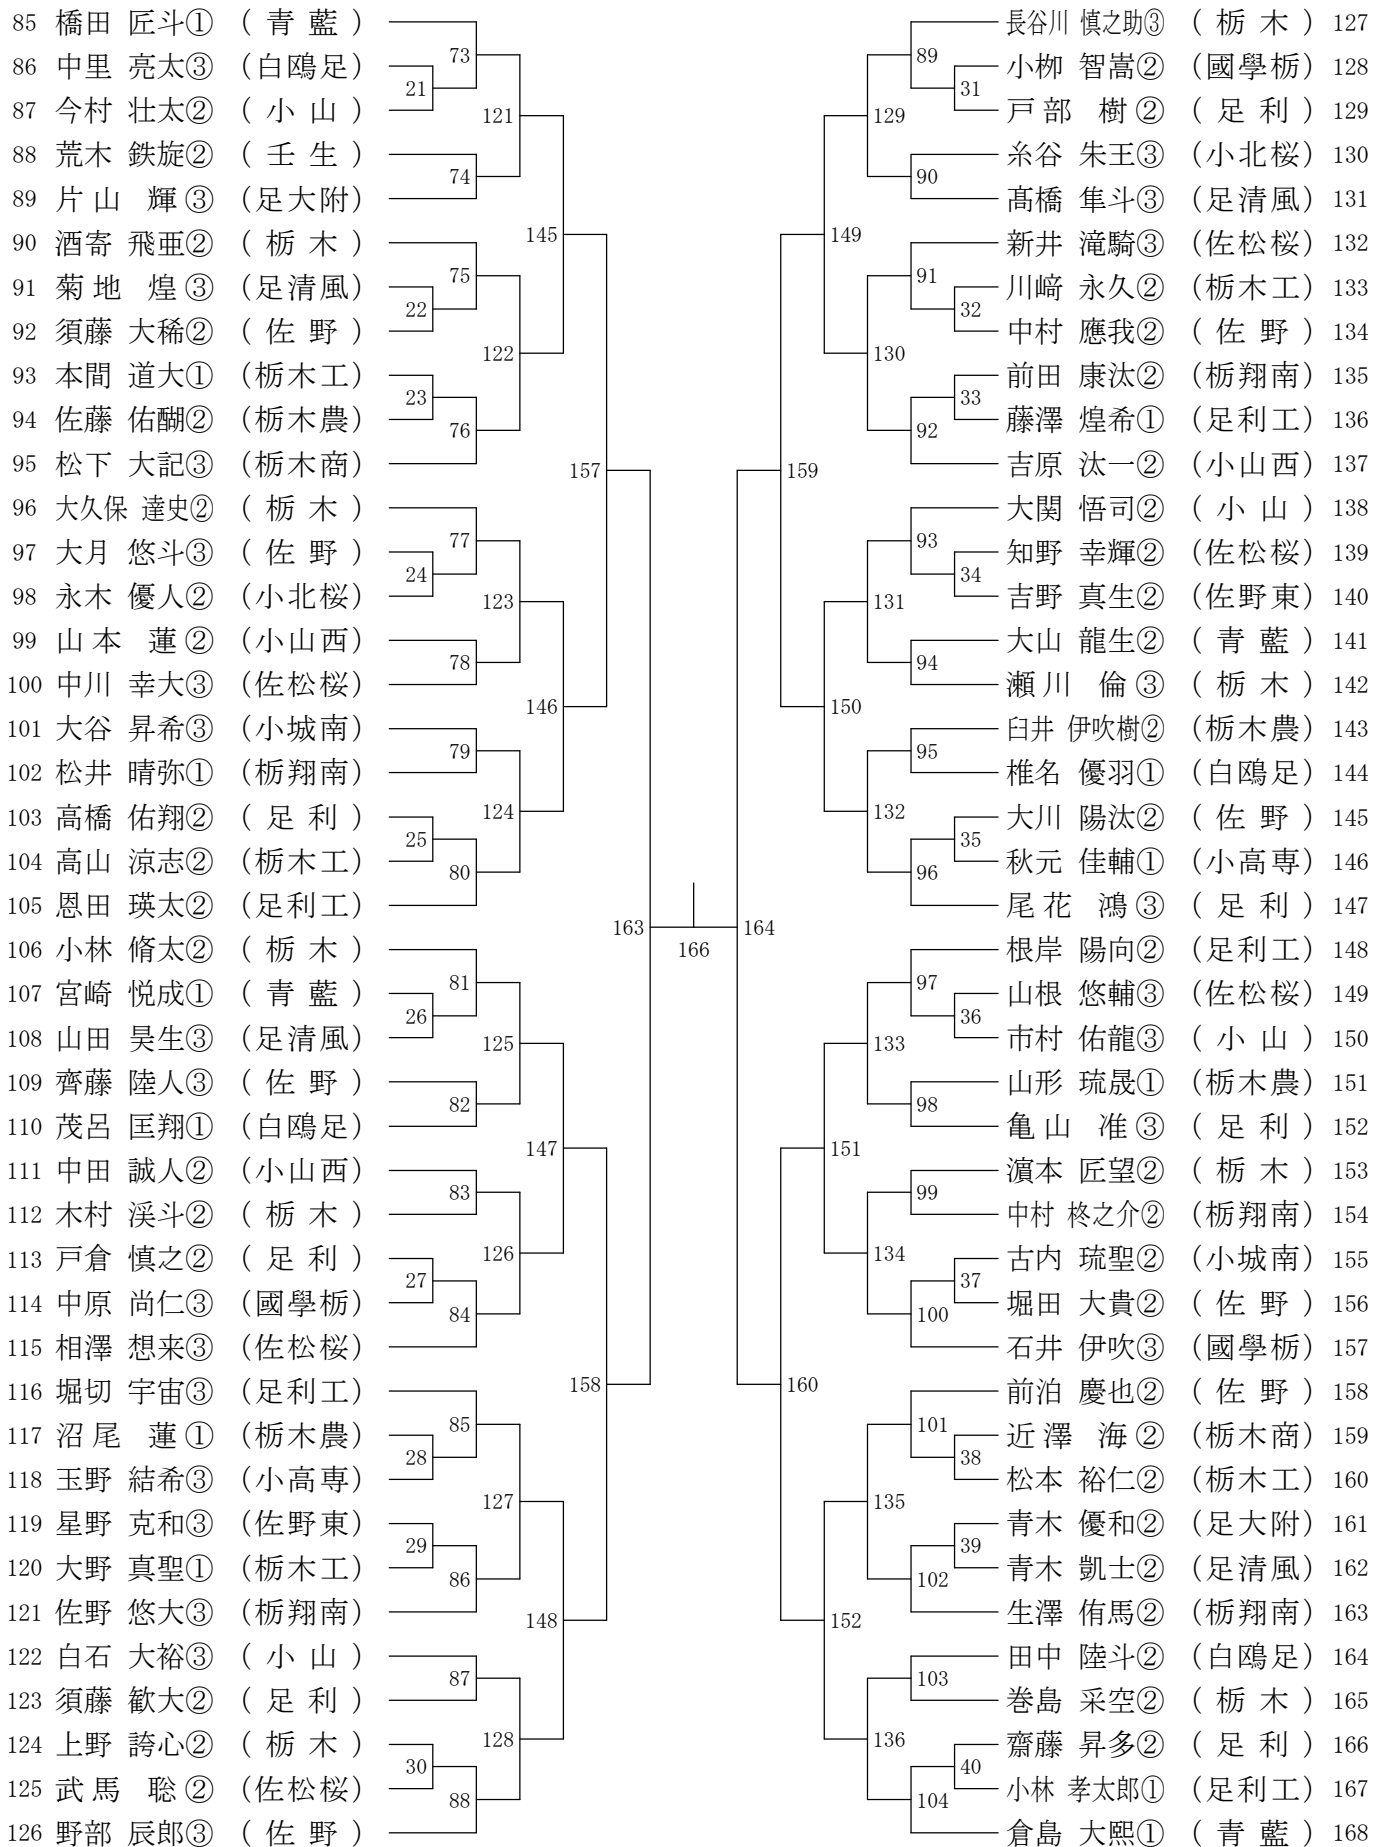 85 橋田 匠斗① （ 青 藍 ）
86 中里 亮太③ （白鴎足）
87 今村 壮太② （ 小 山 ）
88 荒木 鉄旋② （ 壬 生 ）
89 片山 輝③ （足大附）
90 酒寄 飛亜② （ 栃 木 ）
91 菊地 煌③ （足清風）
92 須藤 大稀② （ 佐 野 ）
93 本間 道大① （栃木工）
94 佐藤 佑醐② （栃木農）
95 松下 大記③ （栃木商）
96 大久保 達史② （ 栃 木 ）
97 大月 悠斗③ （ 佐 野 ）
98 永木 優人② （小北桜）
99 山本 蓮② （小山西）
100 中川 幸大③ （佐松桜）
101 大谷 昇希③ （小城南）
102 松井 晴弥① （栃翔南）
103 高橋 佑翔② （ 足 利 ）
104 高山 涼志② （栃木工）
105 恩田 瑛太② （足利工）
106 小林 脩太② （ 栃 木 ）
107 宮崎 悦成① （ 青 藍 ）
108 山田 昊生③ （足清風）
109 齊藤 陸人③ （ 佐 野 ）
110 茂呂 匡翔① （白鴎足）
111 中田 誠人② （小山西）
112 木村 渓斗② （ 栃 木 ）
113 戸倉 慎之② （ 足 利 ）
114 中原 尚仁③ （國學栃）
115 相澤 想来③ （佐松桜）
116 堀切 宇宙③ （足利工）
117 沼尾 蓮① （栃木農）
118 玉野 結希③ （小高専）
119 星野 克和③ （佐野東）
120 大野 真聖① （栃木工）
121 佐野 悠大③ （栃翔南）
122 白石 大裕③ （ 小 山 ）
123 須藤 歓大② （ 足 利 ）
124 上野 誇心② （ 栃 木 ）
125 武馬 聡② （佐松桜）
126 野部 辰郎③ （ 佐 野 ）
21
22
23
24
25
26
27
28
29
30
73
74
75
76
77
78
79
80
81
82
83
84
85
86
87
88
121
122
123
124
125
126
127
128
145
146
147
148
157
158
163
166
164
159
160
149
150
151
152
129
130
131
132
133
134
135
136
89
90
91
92
93
94
95
96
97
98
99
100
101
102
103
104
31
32
33
34
35
36
37
38
39
40
長谷川 慎之助③ （ 栃 木 ） 127
小栁 智嵩② （國學栃） 128
戸部 樹② （ 足 利 ） 129
糸谷 朱王③ （小北桜） 130
髙橋 隼斗③ （足清風） 131
新井 滝騎③ （佐松桜） 132
川﨑 永久② （栃木工） 133
中村 應我② （ 佐 野 ） 134
前田 康汰② （栃翔南） 135
藤澤 煌希① （足利工） 136
吉原 汰一② （小山西） 137
大関 悟司② （ 小 山 ） 138
知野 幸輝② （佐松桜） 139
吉野 真生② （佐野東） 140
大山 龍生② （ 青 藍 ） 141
瀬川 倫③ （ 栃 木 ） 142
臼井 伊吹樹② （栃木農） 143
椎名 優羽① （白鴎足） 144
大川 陽汰② （ 佐 野 ） 145
秋元 佳輔① （小高専） 146
尾花 鴻③ （ 足 利 ） 147
根岸 陽向② （足利工） 148
山根 悠輔③ （佐松桜） 149
市村 佑龍③ （ 小 山 ） 150
山形 琉晟① （栃木農） 151
亀山 准③ （ 足 利 ） 152
濵本 匠望② （ 栃 木 ） 153
中村 柊之介② （栃翔南） 154
古内 琉聖② （小城南） 155
堀田 大貴② （ 佐 野 ） 156
石井 伊吹③ （國學栃） 157
前泊 慶也② （ 佐 野 ） 158
近澤 海② （栃木商） 159
松本 裕仁② （栃木工） 160
青木 優和② （足大附） 161
青木 凱士② （足清風） 162
生澤 侑馬② （栃翔南） 163
田中 陸斗② （白鴎足） 164
巻島 采空② （ 栃 木 ） 165
齋藤 昇多② （ 足 利 ） 166
小林 孝太郎① （足利工） 167
倉島 大熙① （ 青 藍 ） 168